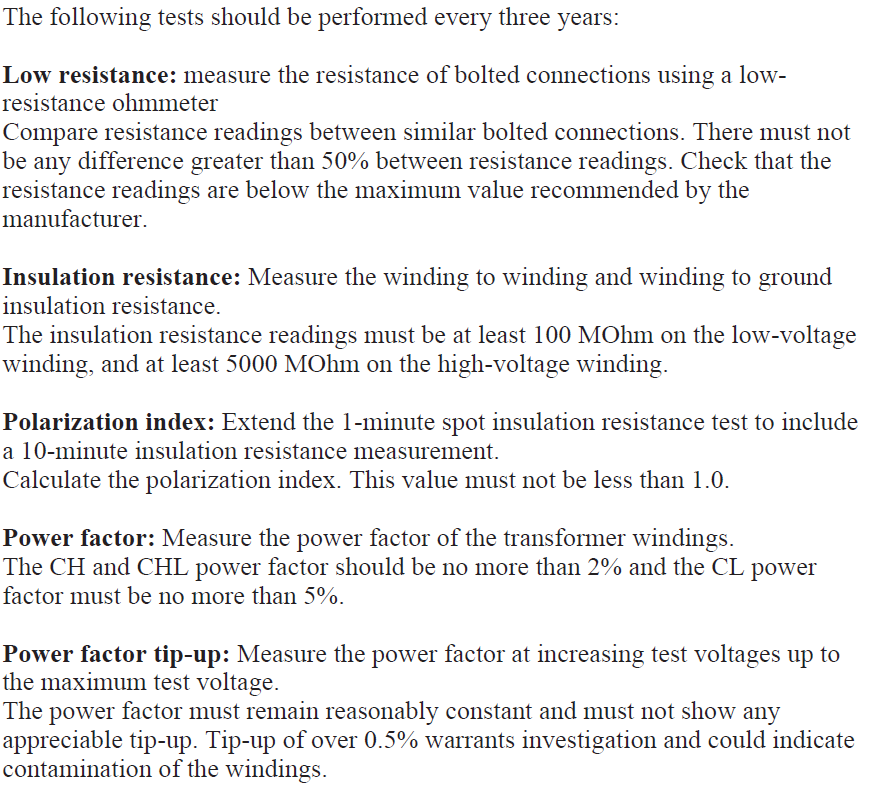 The following tests should be performed every three years:
Low resistance: measure the resistance of bolted connections using a low-
resistance ohmmeter
Compare resistance readings between similar bolted connections. There must not
be any difference greater than 50% between resistance readings. Check that the
resistance readings are below the maximum value recommended by the
manufacturer.
Insulation resistance: Measure the winding to winding and winding to ground
insulation resistance.
The insulation resistance readings must be at least 100 MOhm on the low-voltage
winding, and at least 5000 MOhm on the high-voltage winding.
Polarization index: Extend the 1-minute spot insulation resistance test to include
a 10-minute insulation resistance measurement.
Calculate the polarization index. This value must not be less than 1.0.
Power factor: Measure the power factor of the transformer windings.
The CH and CHL power factor should be no more than 2% and the CL power
factor must be no more than 5%.
Power factor tip-up: Measure the power factor at increasing test voltages up to
the maximum test voltage.
The power factor must remain reasonably constant and must not show any
appreciable tip-up. Tip-up of over 0.5% warrants investigation and could indicate
contamination of the windings.